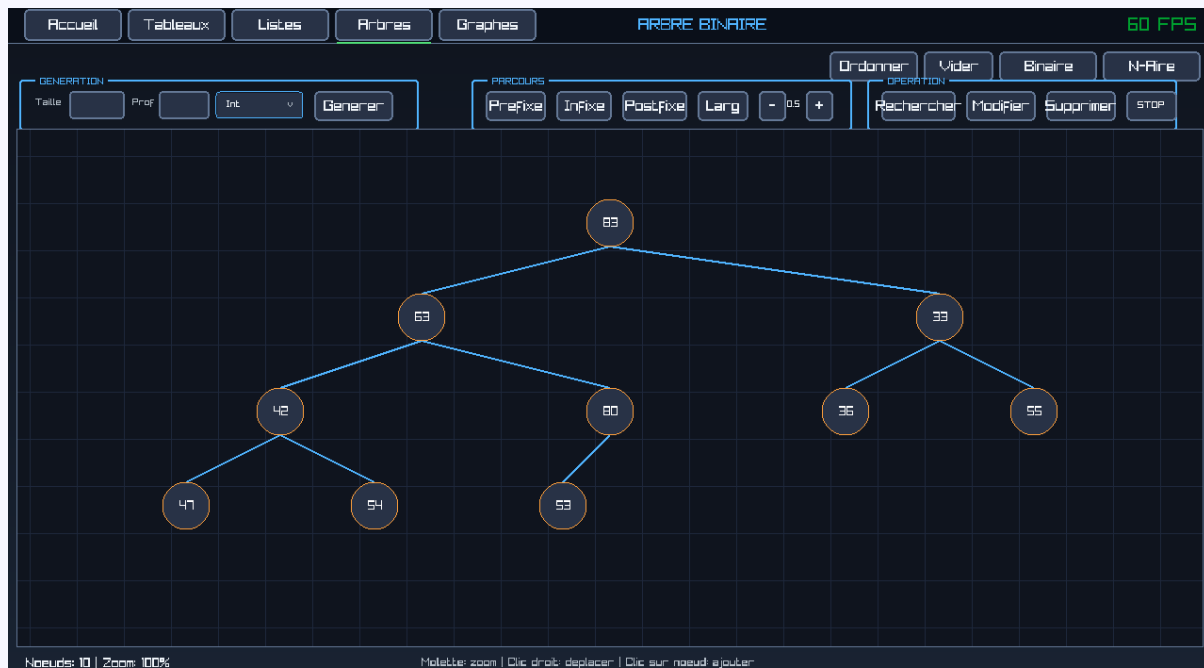 Accueil Tableaux Listes Arbres Graphes ARBRE BINAIRE 60 FPS
Ordonner Vider Binaire N-Aire
GENERATION PARCOURS OPERATION
Taille Prof Int v Generer Prefixe Infixe Postfixe Larg - 0.5 + Rechercher Modifier Supprimer STOP
83
63 33
42 80 36 55
47 54 53
Noeuds: 10 | Zoom: 100% Molette: zoom | Clic droit: deplacer | Clic sur noeud: ajouter